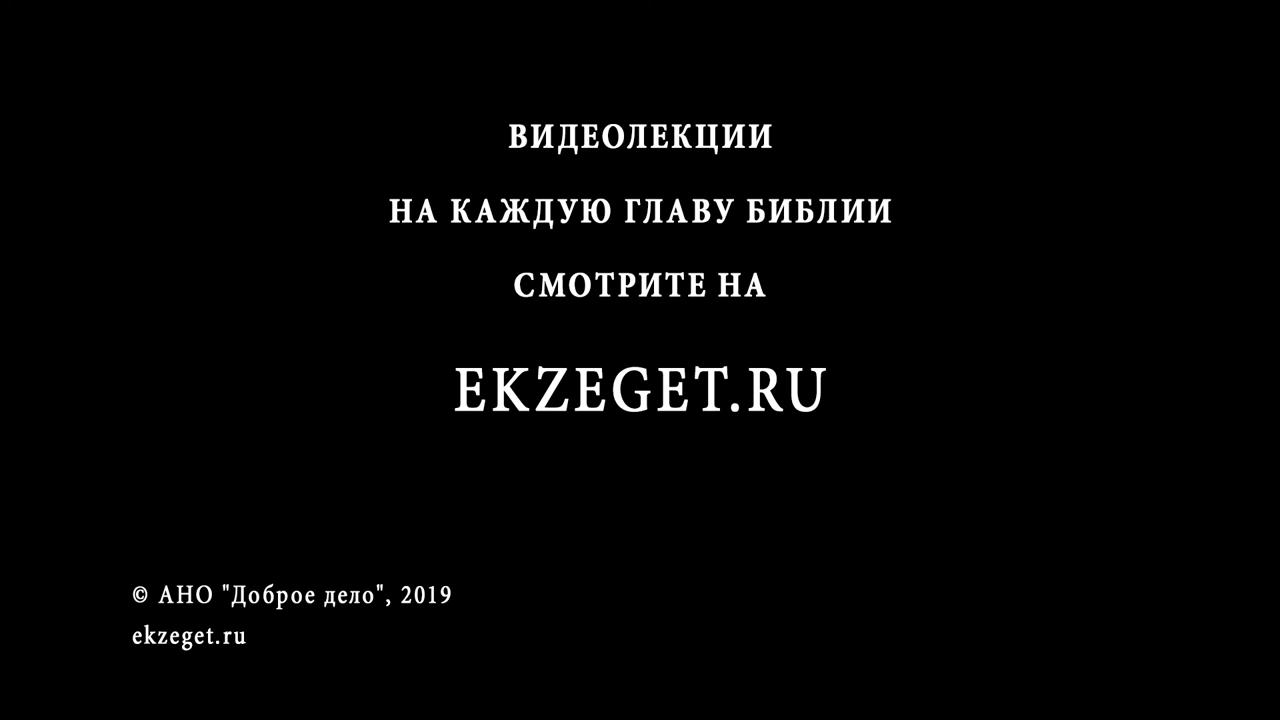 ВИДЕОЛЕКЦИИ
НА КАЖДУЮ ГЛАВУ БИБЛИИ
СМОТРИТЕ НА
EKZEGET.RU
© АНО "Доброе дело", 2019
ekzeget.ru